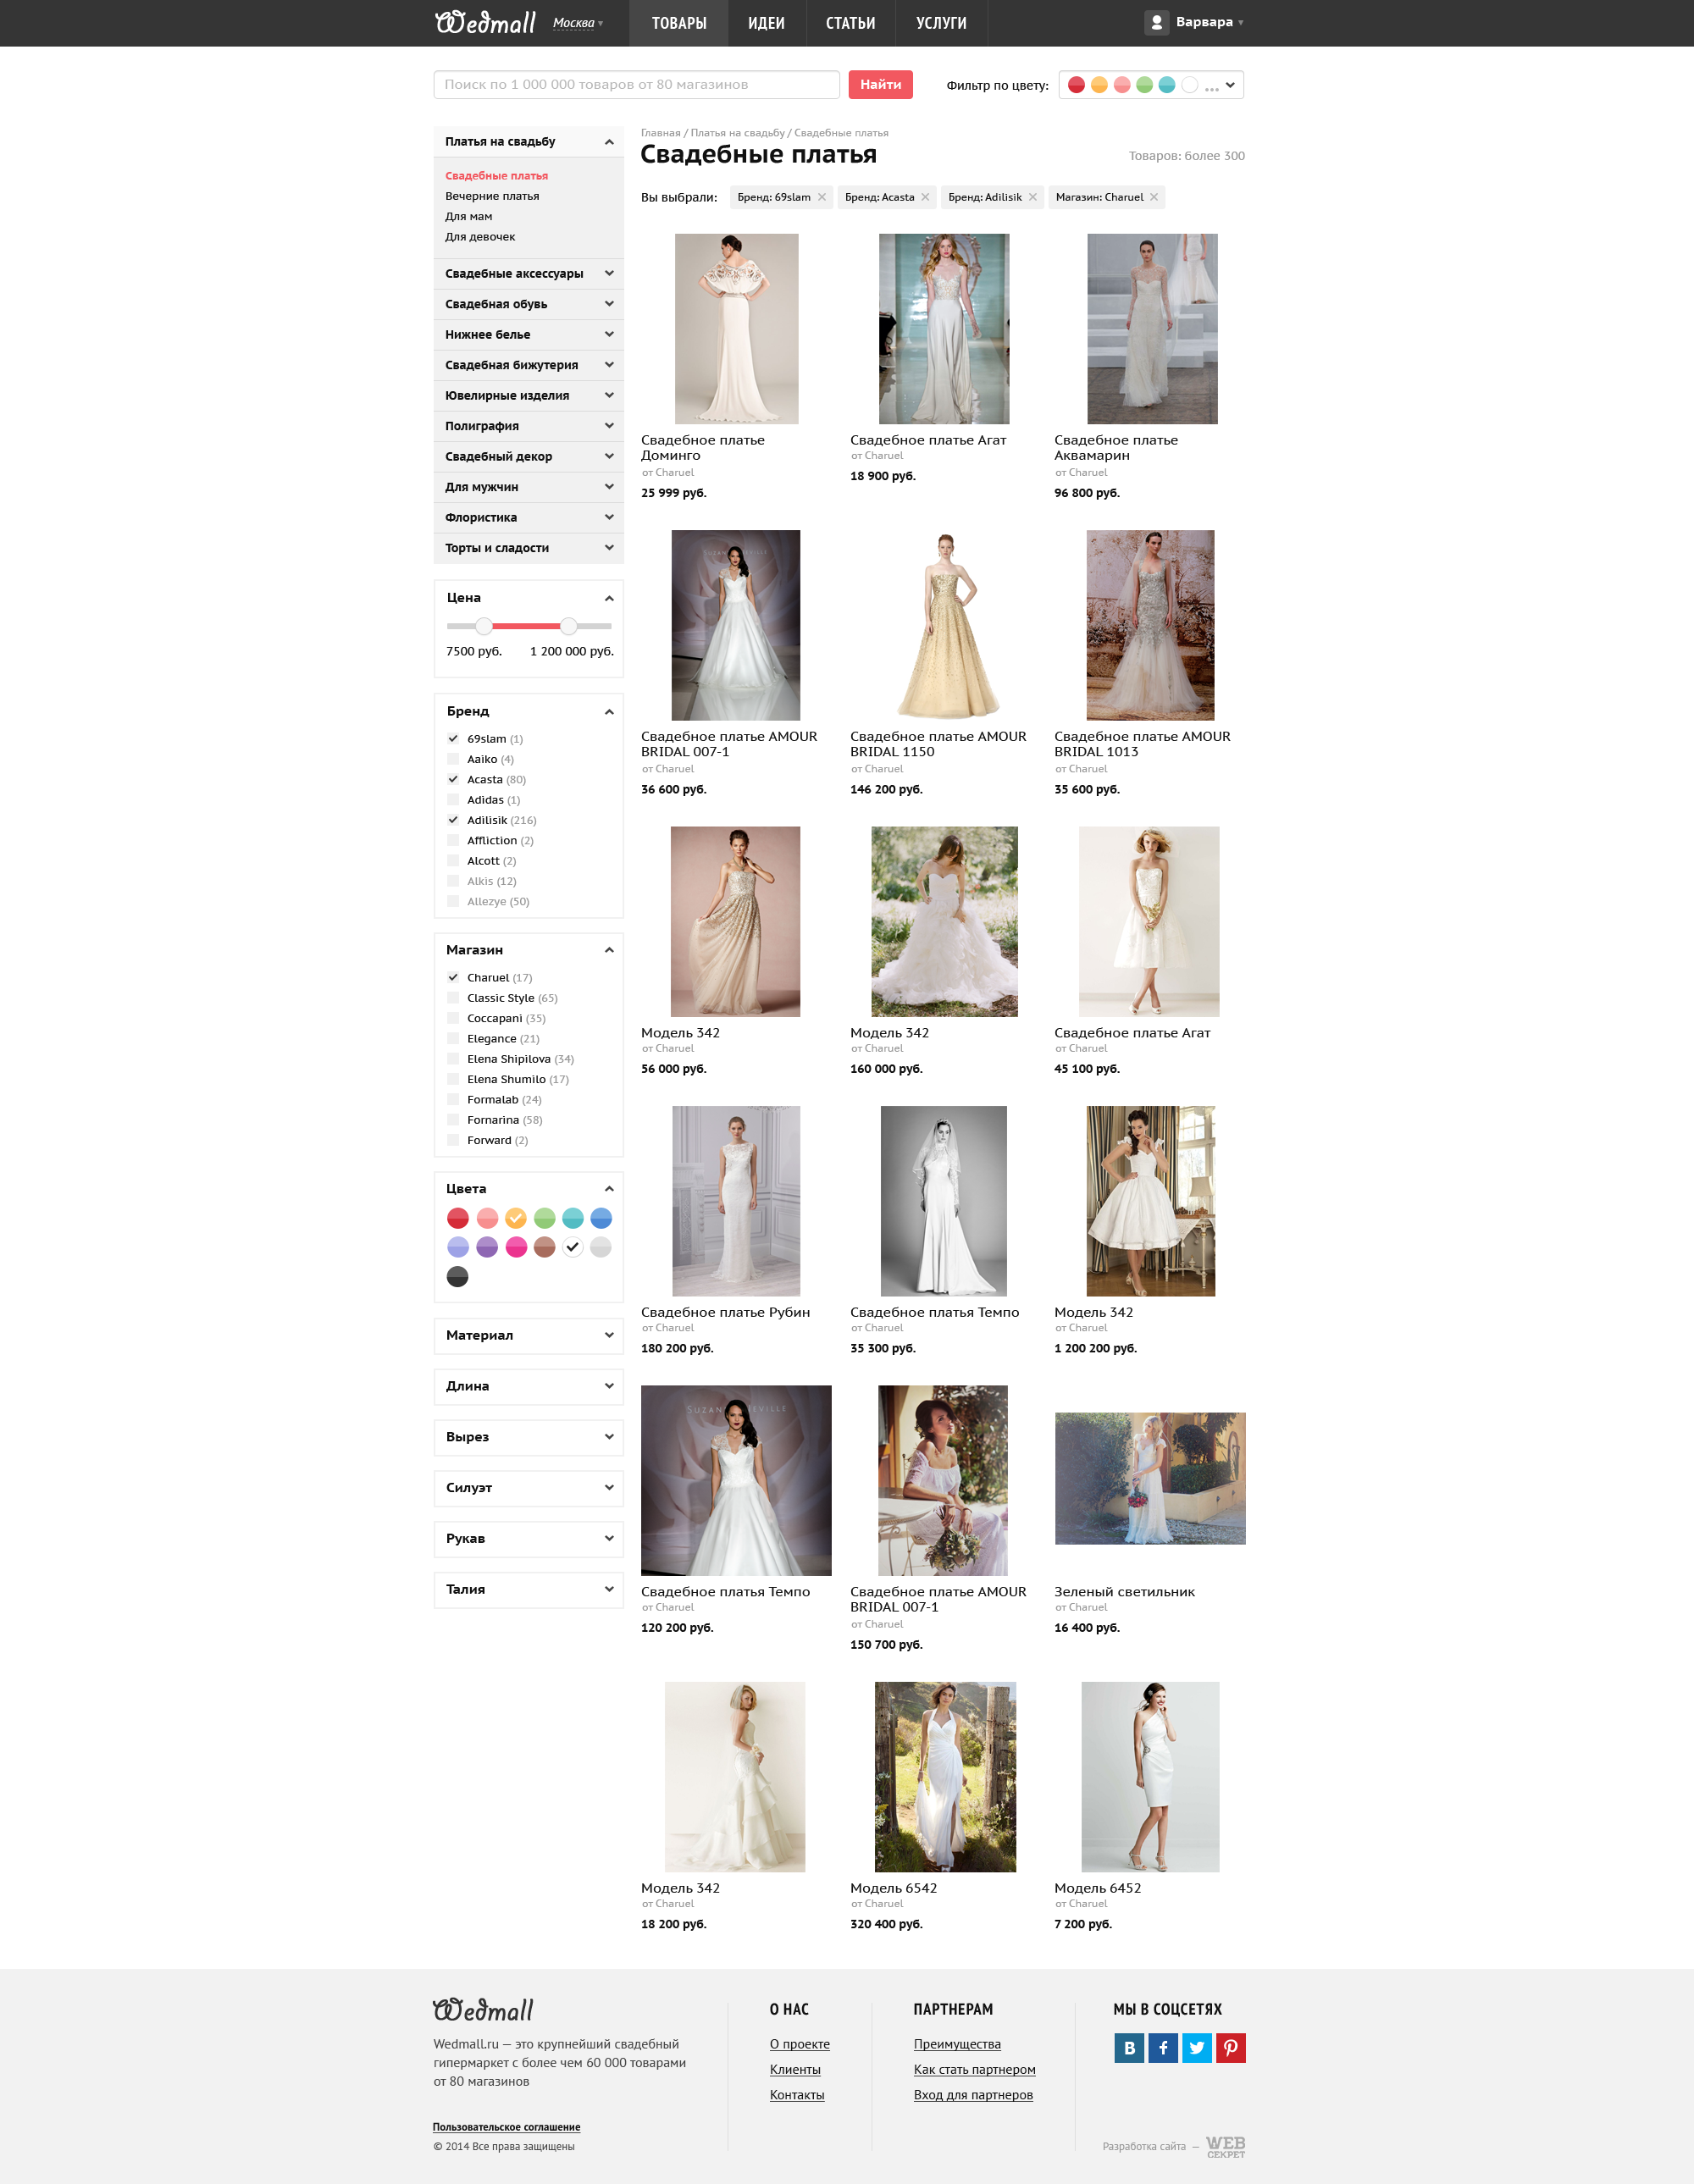 Wedmall
Москва
ТОВАРЫ
ИДЕИ
СТАТЬИ
УСЛУГИ
Варвара
Поиск по 1 000 000 товаров от 80 магазинов
Найти
Фильтр по цвету:
Платья на свадьбу
Свадебные платья
Вечерние платья
Для мам
Для девочек
Свадебные аксессуары
Свадебная обувь
Нижнее белье
Свадебная бижутерия
Ювелирные изделия
Полиграфия
Свадебный декор
Для мужчин
Флористика
Торты и сладости
Цена
7500 руб.
1 200 000 руб.
Бренд
69slam (1)
Aaiko (4)
Acasta (80)
Adidas (1)
Adilisik (216)
Affliction (2)
Alcott (2)
Alkis (12)
Allezye (50)
Магазин
Charuel (17)
Classic Style (65)
Coccapani (35)
Elegance (21)
Elena Shipilova (34)
Elena Shumilo (17)
Formalab (24)
Fornarina (58)
Forward (2)
Цвета
Материал
Длина
Вырез
Силуэт
Рукав
Талия
Главная / Платья на свадьбу / Свадебные платья
Свадебные платья
Товаров: более 300
Вы выбрали:
Бренд: 69slam
Бренд: Acasta
Бренд: Adilisik
Магазин: Charuel
Свадебное платье
Доминго
от Charuel
25 999 руб.
Свадебное платье Агат
от Charuel
18 900 руб.
Свадебное платье
Аквамарин
от Charuel
96 800 руб.
Свадебное платье AMOUR
BRIDAL 007-1
от Charuel
36 600 руб.
Свадебное платье AMOUR
BRIDAL 1150
от Charuel
146 200 руб.
Свадебное платье AMOUR
BRIDAL 1013
от Charuel
35 600 руб.
Модель 342
от Charuel
56 000 руб.
Модель 342
от Charuel
160 000 руб.
Свадебное платье Агат
от Charuel
45 100 руб.
Свадебное платье Рубин
от Charuel
180 200 руб.
Свадебное платья Темпо
от Charuel
35 300 руб.
Модель 342
от Charuel
1 200 200 руб.
Свадебное платья Темпо
от Charuel
120 200 руб.
Свадебное платье AMOUR
BRIDAL 007-1
от Charuel
150 700 руб.
Зеленый светильник
от Charuel
16 400 руб.
Модель 342
от Charuel
18 200 руб.
Модель 6542
от Charuel
320 400 руб.
Модель 6452
от Charuel
7 200 руб.
Wedmall
Wedmall.ru — это крупнейший свадебный
гипермаркет с более чем 60 000 товарами
от 80 магазинов
Пользовательское соглашение
© 2014 Все права защищены
О НАС
О проекте
Клиенты
Контакты
ПАРТНЕРАМ
Преимущества
Как стать партнером
Вход для партнеров
МЫ В СОЦСЕТЯХ
Разработка сайта —
WEB
СЕКРЕТ